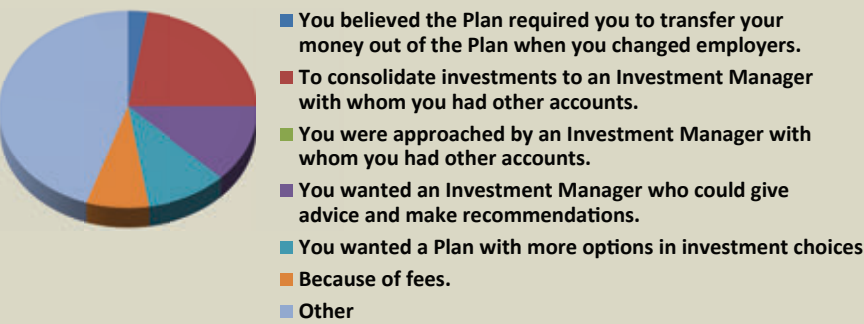 You believed the Plan required you to transfer your
money out of the Plan when you changed employers.
To consolidate investments to an Investment Manager
with whom you had other accounts.
You were approached by an Investment Manager with
whom you had other accounts.
You wanted an Investment Manager who could give
advice and make recommendations.
You wanted a Plan with more options in investment choices
Because of fees.
Other